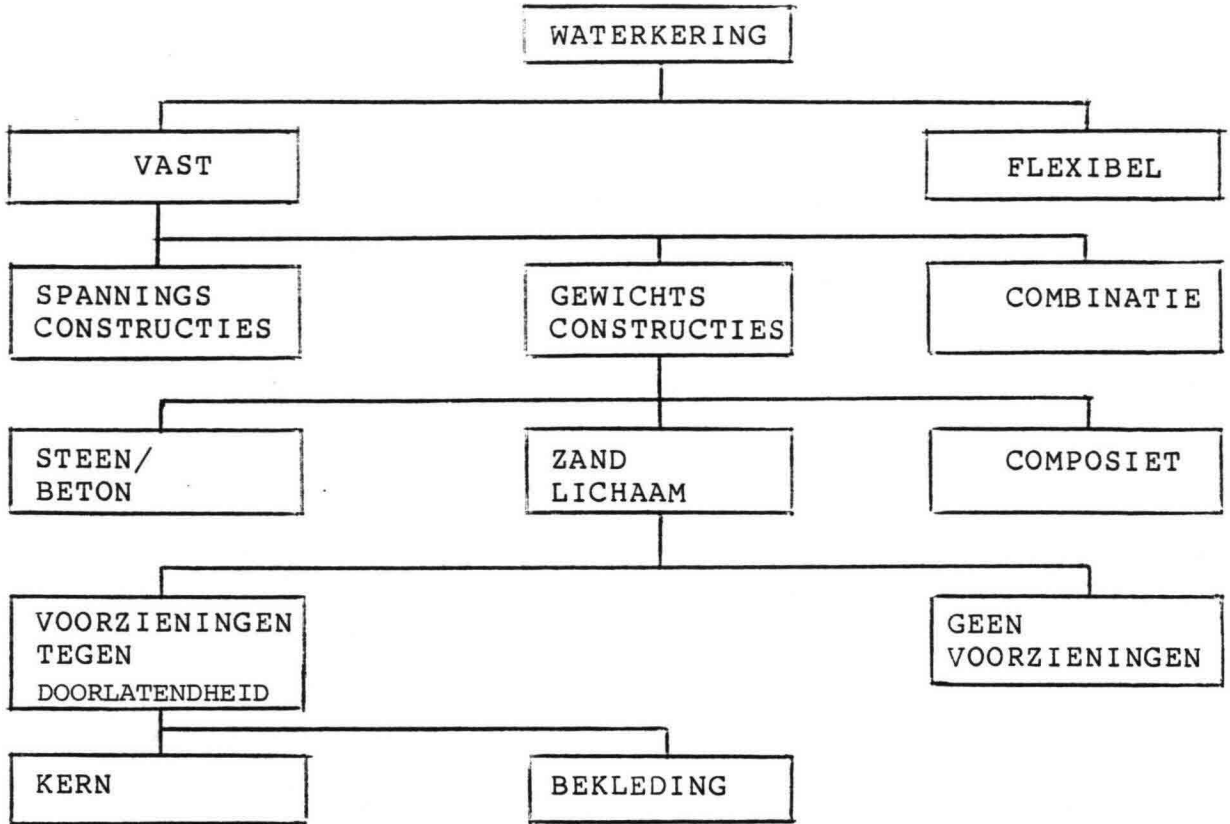 WATERKERING
VAST
FLEXIBEL
SPANNINGS
CONSTRUCTIES
GEWICHTS
CONSTRUCTIES
COMBINATIE
STEEN/
BETON
ZAND
LICHAAM
COMPOSIET
VOORZIENINGEN
TEGEN
DOORLATENDHEID
GEEN
VOORZIENINGEN
KERN
BEKLEDING